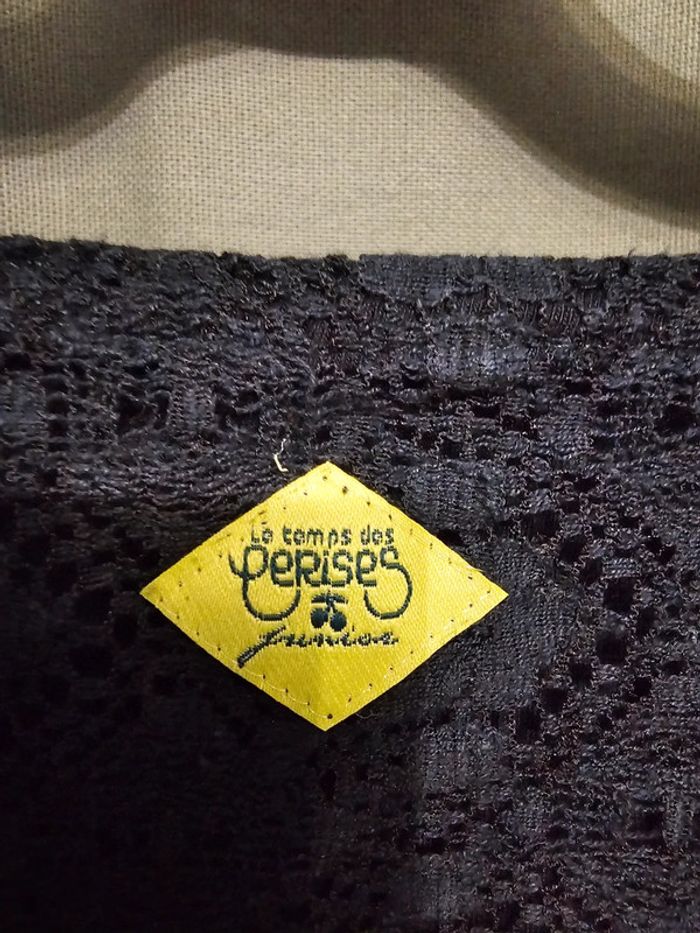 Le temps des
cerises
junior